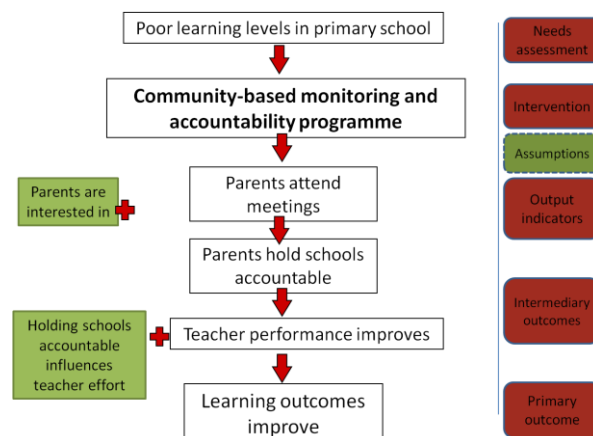 Poor learning levels in primary school
Community-based monitoring and
accountability programme
Parents attend
meetings
Parents are
interested in
Parents hold schools
accountable
Teacher performance improves
Holding schools
accountable
influences
teacher effort
Learning outcomes
improve
Needs
assessment
Intervention
Assumptions
Output
indicators
Intermediary
outcomes
Primary
outcome